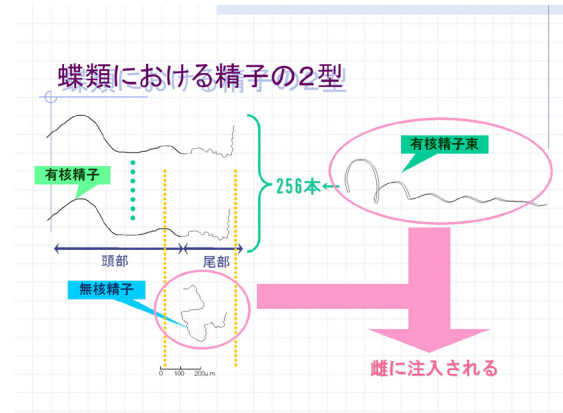 蝶類における精子の2型
有核精子束
有核精子
256本←
頭部
尾部
無核精子
雌に注入される
0 100 200μm